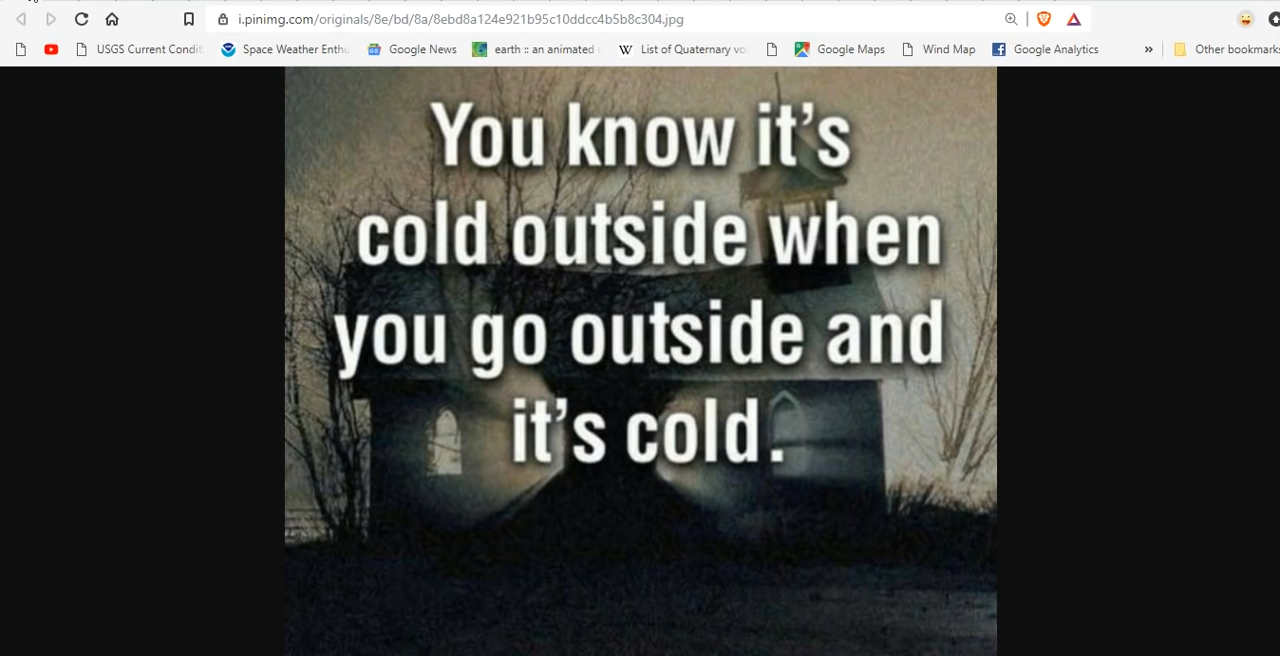 i.pinimg.com/originals/8e/bd/8a/8ebd8a124e921b95c10ddcc4b5b8c304.jpg
USGS Current Condit Space Weather Enthu Google News earth :: an animated List of Quaternary vo Google Maps Wind Map Google Analytics » Other bookmarks
You know it's
cold outside when
you go outside and
it's cold.